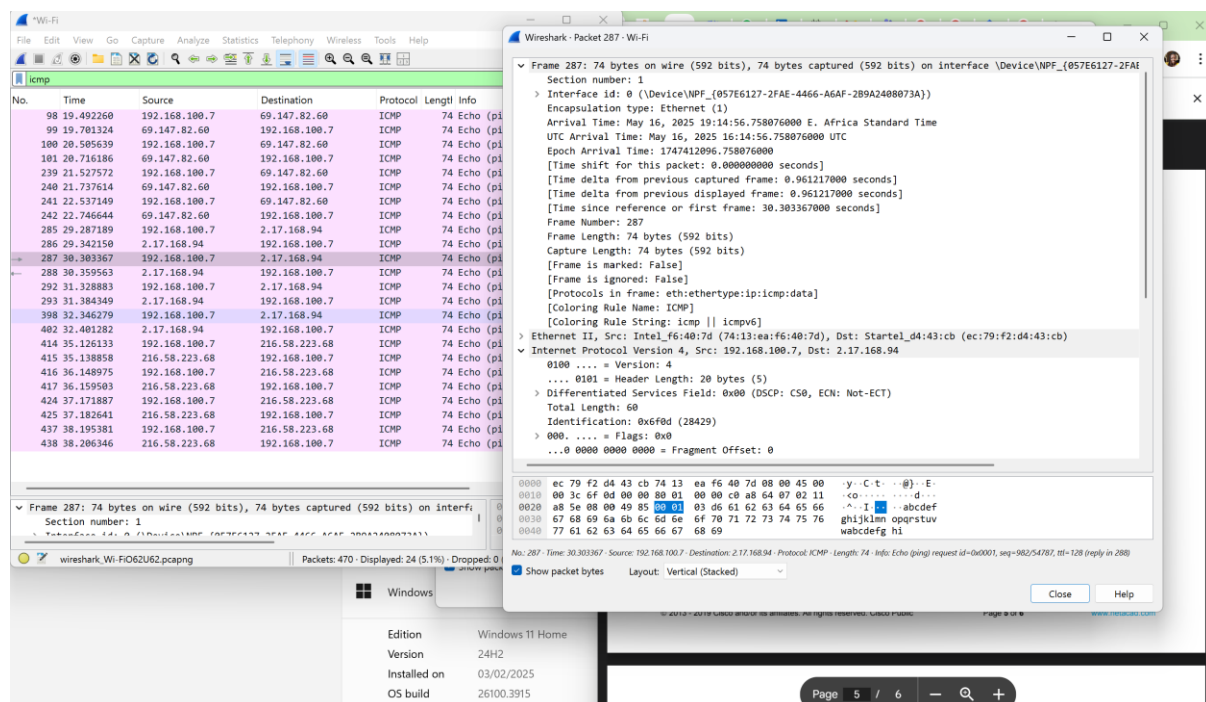 *Wi-Fi
File Edit View Go Capture Analyze Statistics Telephony Wireless Tools Help
icmp
No. Time Source Destination Protocol Lengtl Info
98 19.492260 192.168.100.7 69.147.82.60 ICMP 74 Echo (pi
99 19.701324 69.147.82.60 192.168.100.7 ICMP 74 Echo (pi
100 20.505639 192.168.100.7 69.147.82.60 ICMP 74 Echo (pi
101 20.716186 69.147.82.60 192.168.100.7 ICMP 74 Echo (pi
239 21.527572 192.168.100.7 69.147.82.60 ICMP 74 Echo (pi
240 21.737614 69.147.82.60 192.168.100.7 ICMP 74 Echo (pi
241 22.537149 192.168.100.7 69.147.82.60 ICMP 74 Echo (pi
242 22.746644 69.147.82.60 192.168.100.7 ICMP 74 Echo (pi
285 29.287189 192.168.100.7 2.17.168.94 ICMP 74 Echo (pi
286 29.342150 2.17.168.94 192.168.100.7 ICMP 74 Echo (pi
287 30.303367 192.168.100.7 2.17.168.94 ICMP 74 Echo (pi
288 30.359563 2.17.168.94 192.168.100.7 ICMP 74 Echo (pi
292 31.328883 192.168.100.7 2.17.168.94 ICMP 74 Echo (pi
293 31.384349 2.17.168.94 192.168.100.7 ICMP 74 Echo (pi
398 32.346279 192.168.100.7 2.17.168.94 ICMP 74 Echo (pi
402 32.401282 2.17.168.94 192.168.100.7 ICMP 74 Echo (pi
414 35.126133 192.168.100.7 216.58.223.68 ICMP 74 Echo (pi
415 35.138858 216.58.223.68 192.168.100.7 ICMP 74 Echo (pi
416 36.148975 192.168.100.7 216.58.223.68 ICMP 74 Echo (pi
417 36.159503 216.58.223.68 192.168.100.7 ICMP 74 Echo (pi
424 37.171887 192.168.100.7 216.58.223.68 ICMP 74 Echo (pi
425 37.182641 216.58.223.68 192.168.100.7 ICMP 74 Echo (pi
437 38.195381 192.168.100.7 216.58.223.68 ICMP 74 Echo (pi
438 38.206346 216.58.223.68 192.168.100.7 ICMP 74 Echo (pi
Frame 287: 74 bytes on wire (592 bits), 74 bytes captured (592 bits) on interfa
Section number: 1
wireshark_Wi-FiO62U62.pcapng Packets: 470 · Displayed: 24 (5.1%) · Dropped: 0
Wireshark · Packet 287 · Wi-Fi
Frame 287: 74 bytes on wire (592 bits), 74 bytes captured (592 bits) on interface \Device\NPF_{057E6127-2FAE
Section number: 1
Interface id: 0 (\Device\NPF_{057E6127-2FAE-4466-A6AF-2B9A2408073A})
Encapsulation type: Ethernet (1)
Arrival Time: May 16, 2025 19:14:56.758076000 E. Africa Standard Time
UTC Arrival Time: May 16, 2025 16:14:56.758076000 UTC
Epoch Arrival Time: 1747412096.758076000
[Time shift for this packet: 0.000000000 seconds]
[Time delta from previous captured frame: 0.961217000 seconds]
[Time delta from previous displayed frame: 0.961217000 seconds]
[Time since reference or first frame: 30.303367000 seconds]
Frame Number: 287
Frame Length: 74 bytes (592 bits)
Capture Length: 74 bytes (592 bits)
[Frame is marked: False]
[Frame is ignored: False]
[Protocols in frame: eth:ethertype:ip:icmp:data]
[Coloring Rule Name: ICMP]
[Coloring Rule String: icmp || icmpv6]
Ethernet II, Src: Intel_f6:40:7d (74:13:ea:f6:40:7d), Dst: Startel_d4:43:cb (ec:79:f2:d4:43:cb)
Internet Protocol Version 4, Src: 192.168.100.7, Dst: 2.17.168.94
0100 .... = Version: 4
.... 0101 = Header Length: 20 bytes (5)
Differentiated Services Field: 0x00 (DSCP: CS0, ECN: Not-ECT)
Total Length: 60
Identification: 0x6f0d (28429)
000. .... = Flags: 0x0
...0 0000 0000 0000 = Fragment Offset: 0
0000 ec 79 f2 d4 43 cb 74 13 ea f6 40 7d 08 00 45 00 ·y··C·t· ··@}··E·
0010 00 3c 6f 0d 00 00 80 01 00 00 c0 a8 64 07 02 11 ·<o····· ····d···
0020 a8 5e 08 00 49 85 00 01 03 d6 61 62 63 64 65 66 ·^··I··· ··abcdef
0030 67 68 69 6a 6b 6c 6d 6e 6f 70 71 72 73 74 75 76 ghijklmn opqrstuv
0040 77 61 62 63 64 65 66 67 68 69 wabcdefg hi
No.: 287 · Time: 30.303367 · Source: 192.168.100.7 · Destination: 2.17.168.94 · Protocol: ICMP · Length: 74 · Info: Echo (ping) request id=0x0001, seq=982/54787, ttl=128 (reply in 288)
Show packet bytes Layout: Vertical (Stacked)
Close Help
Windows
Edition Windows 11 Home
Version 24H2
Installed on 03/02/2025
OS build 26100.3915
Page 5 / 6